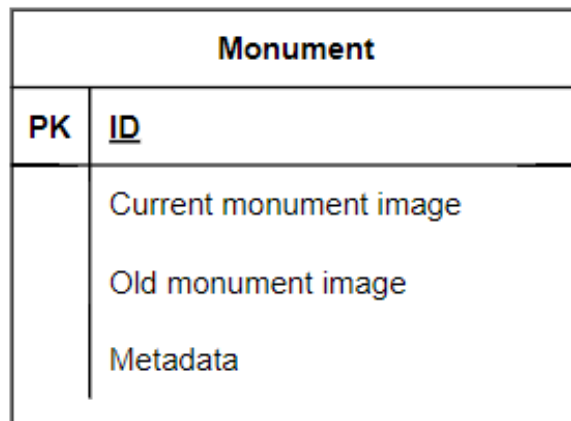 Monument
PK ID
Current monument image
Old monument image
Metadata